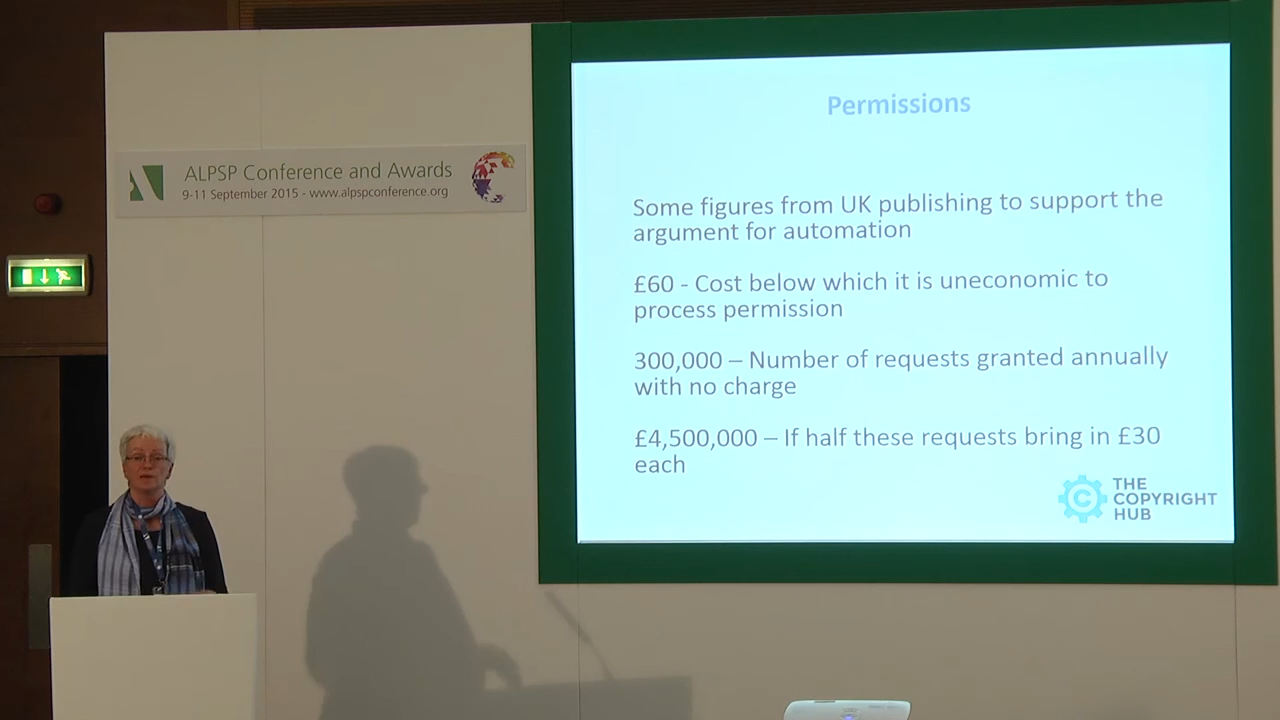 ALPSP Conference and Awards
9-11 September 2015 - www.alpspconference.org
Permissions
Some figures from UK publishing to support the
argument for automation
£60 - Cost below which it is uneconomic to
process permission
300,000 – Number of requests granted annually
with no charge
£4,500,000 – If half these requests bring in £30
each
THE
COPYRIGHT
HUB